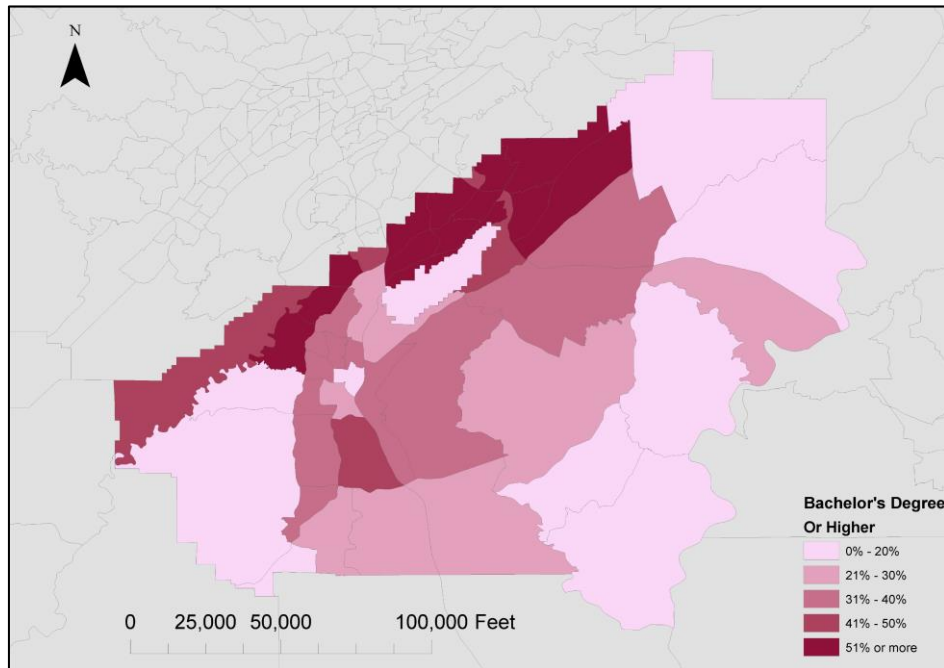 N
Bachelor's Degree
Or Higher
0% - 20%
21% - 30%
31% - 40%
41% - 50%
51% or more
0 25,000 50,000 100,000 Feet